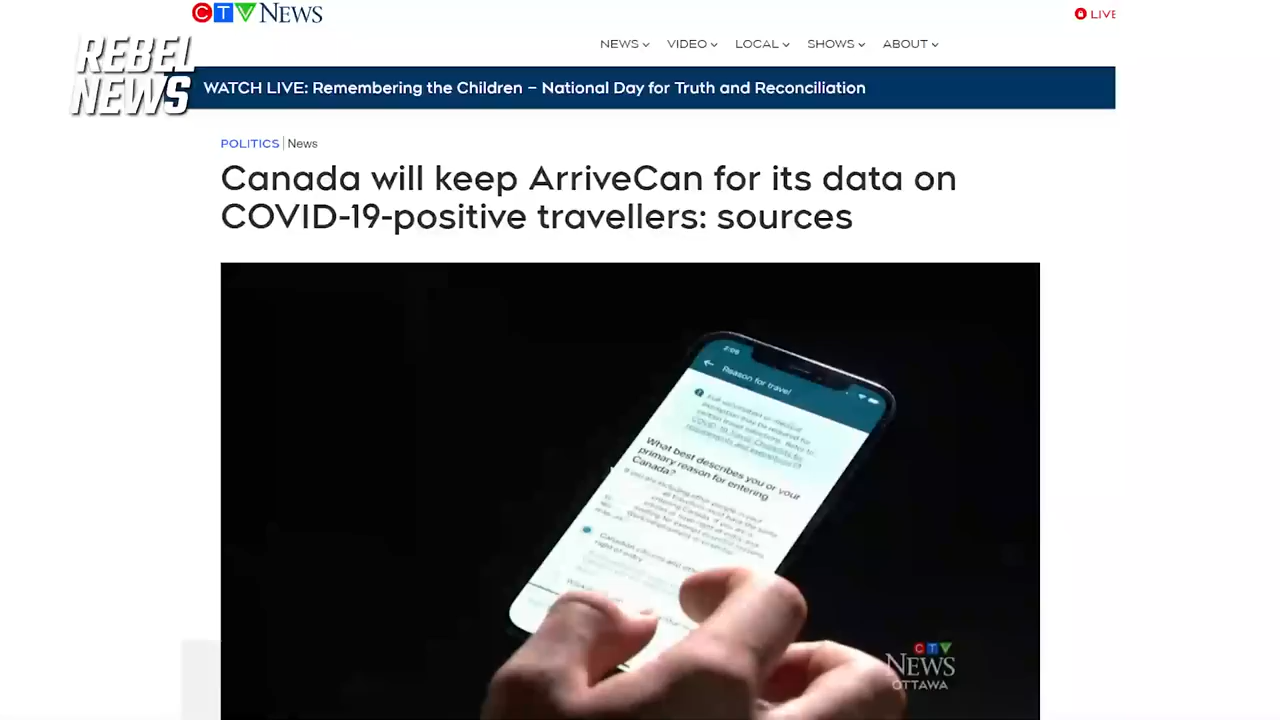 CTV NEWS
LIVE
REBEL
NEWS
NEWS VIDEO LOCAL SHOWS ABOUT
WATCH LIVE: Remembering the Children – National Day for Truth and Reconciliation
POLITICS News
Canada will keep ArriveCan for its data on
COVID-19-positive travellers: sources
2:06
Reason for travel
What best describes you or your
primary reason for entering
Canada?
CTV
NEWS
OTTAWA